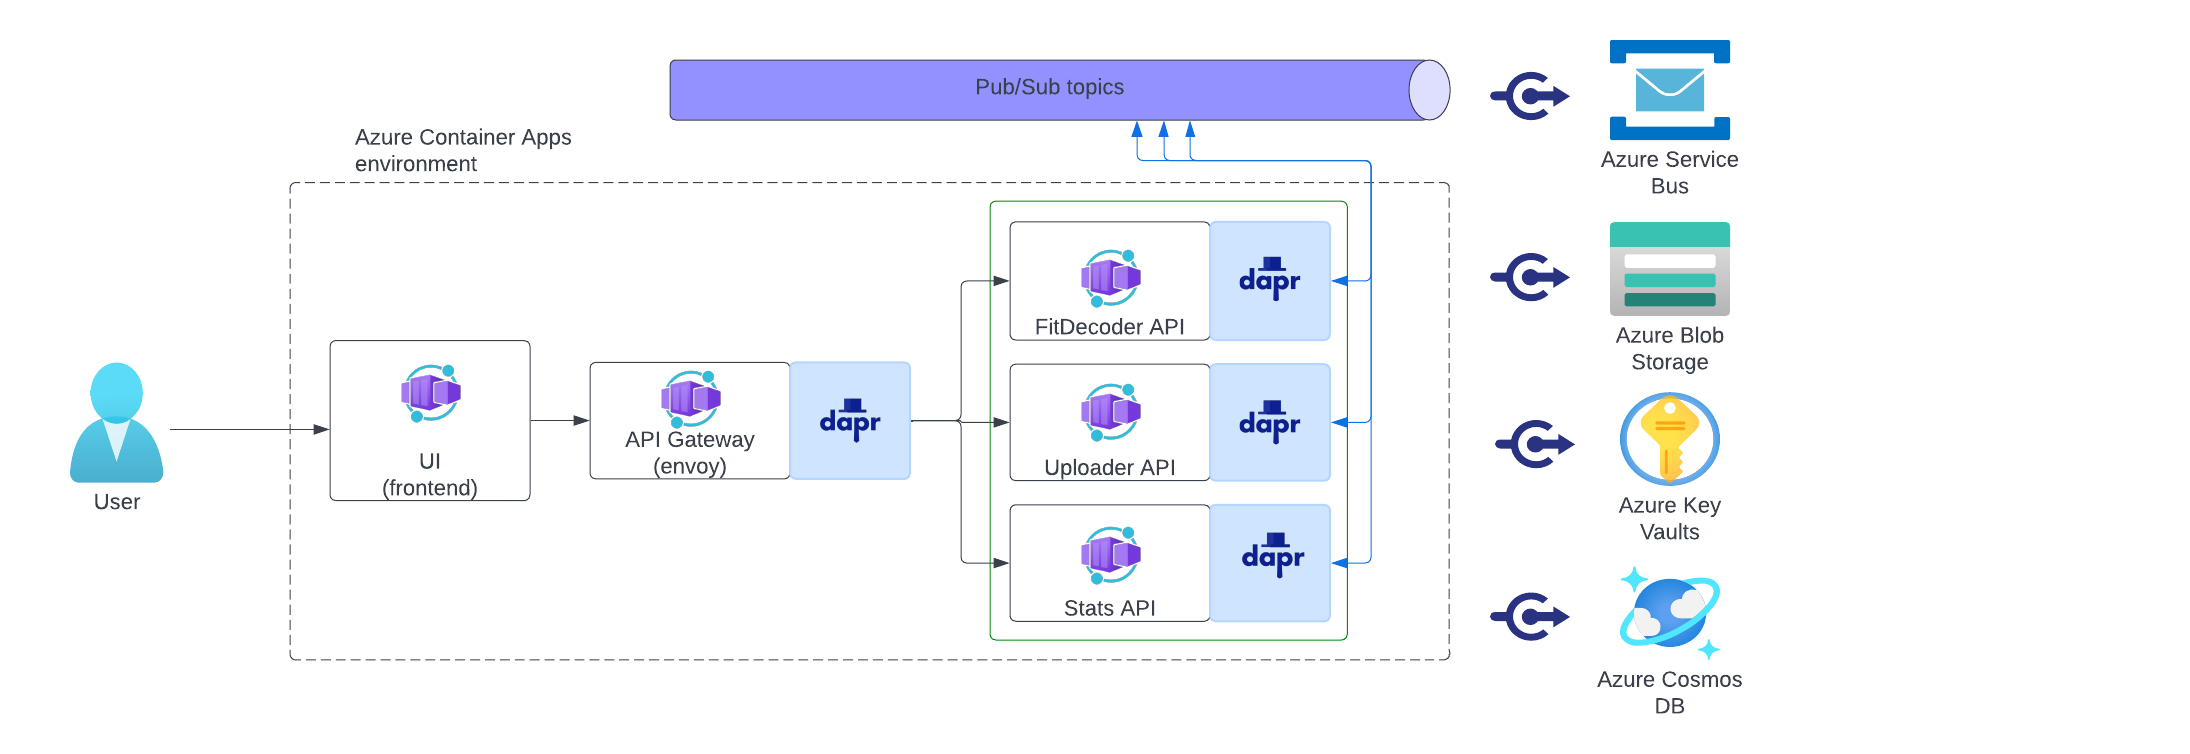 Pub/Sub topics
Azure Container Apps
environment
Azure Service
Bus
dapr
FitDecoder API
Azure Blob
Storage
UI
(frontend)
API Gateway
(envoy)
dapr
dapr
Uploader API
User
Azure Key
Vaults
dapr
Stats API
Azure Cosmos
DB